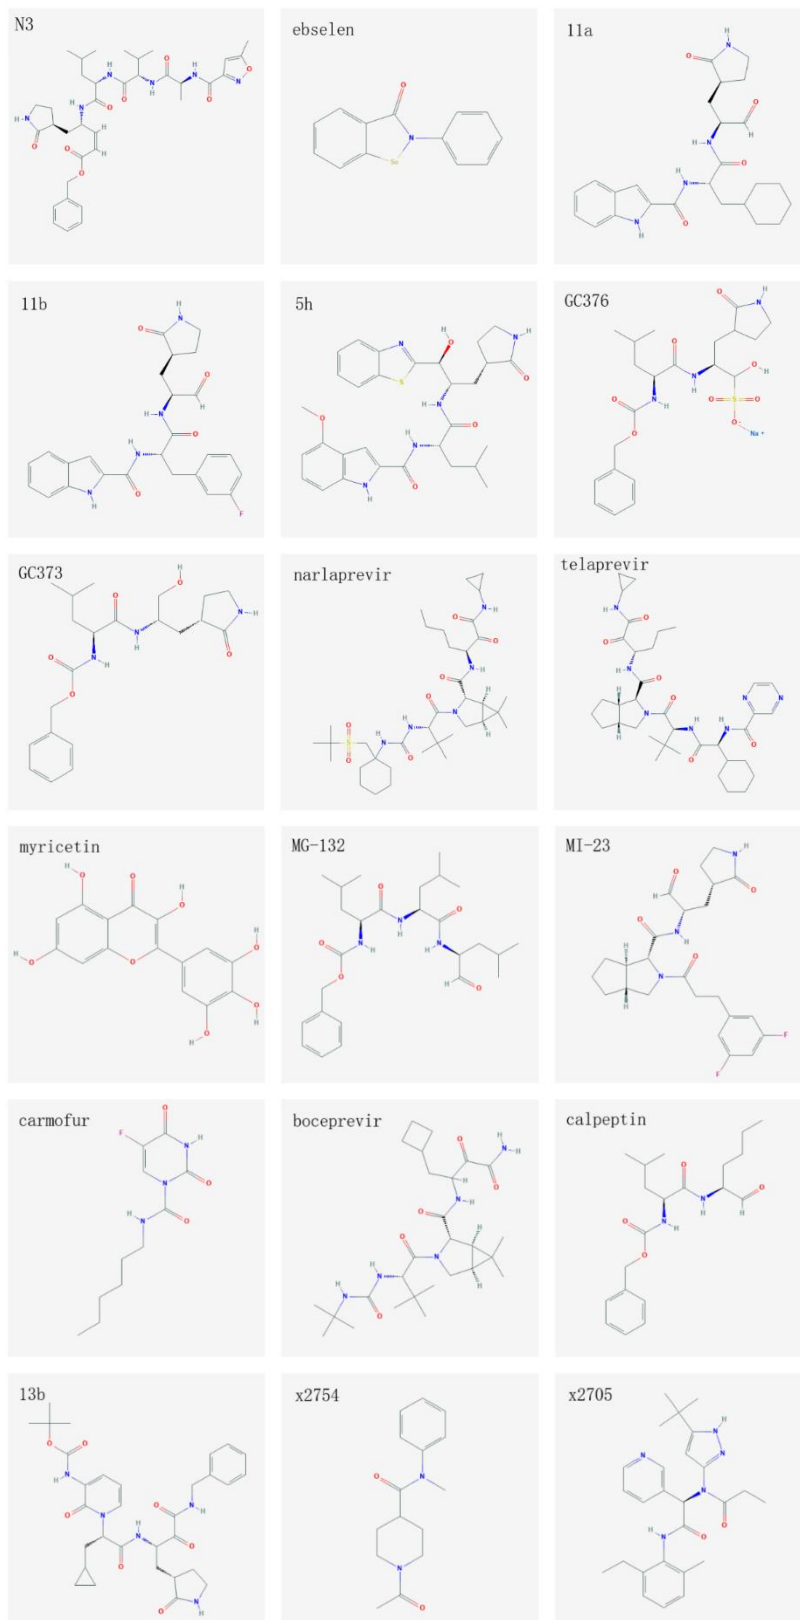 N3
ebselen
11a
11b
5h
GC376
GC373
narlaprevir
telaprevir
myricetin
MG-132
MI-23
carmofur
boceprevir
calpeptin
13b
x2754
x2705